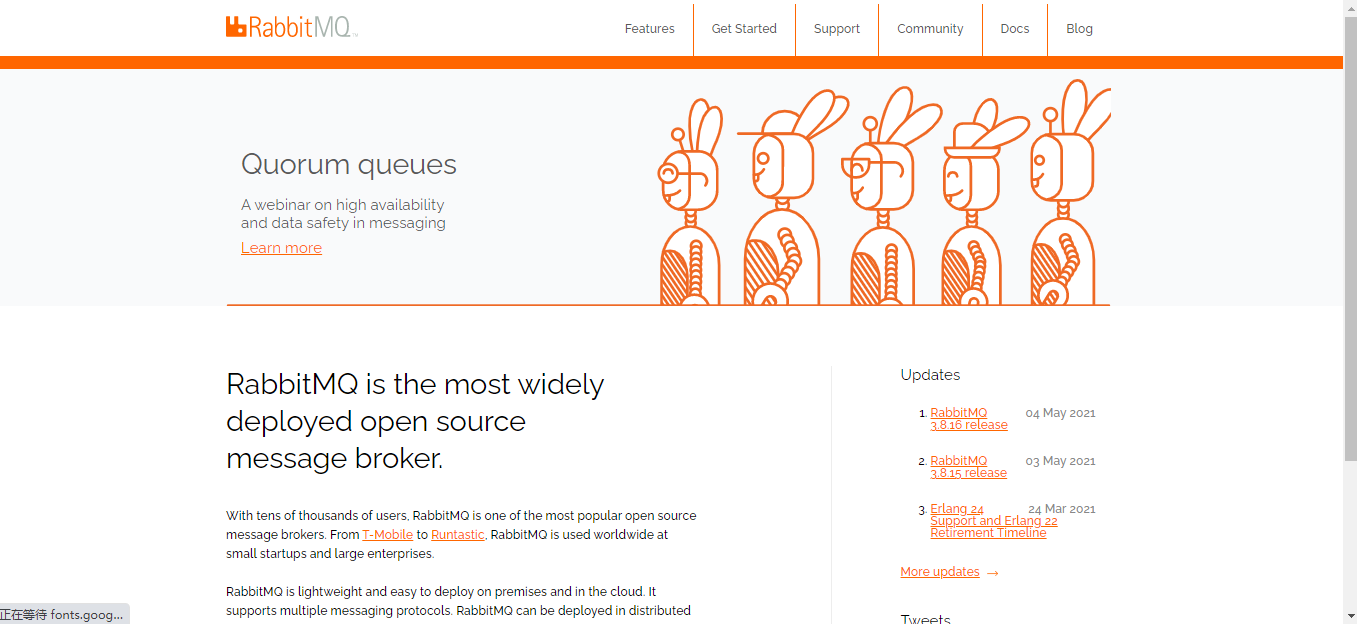 RabbitMQ
Features
Get Started
Support
Community
Docs
Blog
Quorum queues
A webinar on high availability
and data safety in messaging
Learn more
RabbitMQ is the most widely
deployed open source
message broker.
With tens of thousands of users, RabbitMQ is one of the most popular open source
message brokers. From T-Mobile to Runtastic, RabbitMQ is used worldwide at
small startups and large enterprises.
RabbitMQ is lightweight and easy to deploy on premises and in the cloud. It
supports multiple messaging protocols. RabbitMQ can be deployed in distributed
Updates
1. RabbitMQ 04 May 2021
3.8.16 release
2. RabbitMQ 03 May 2021
3.8.15 release
3. Erlang 24 24 Mar 2021
Support and Erlang 22
Retirement Timeline
More updates →
Tweets
正在等待 fonts.goog...